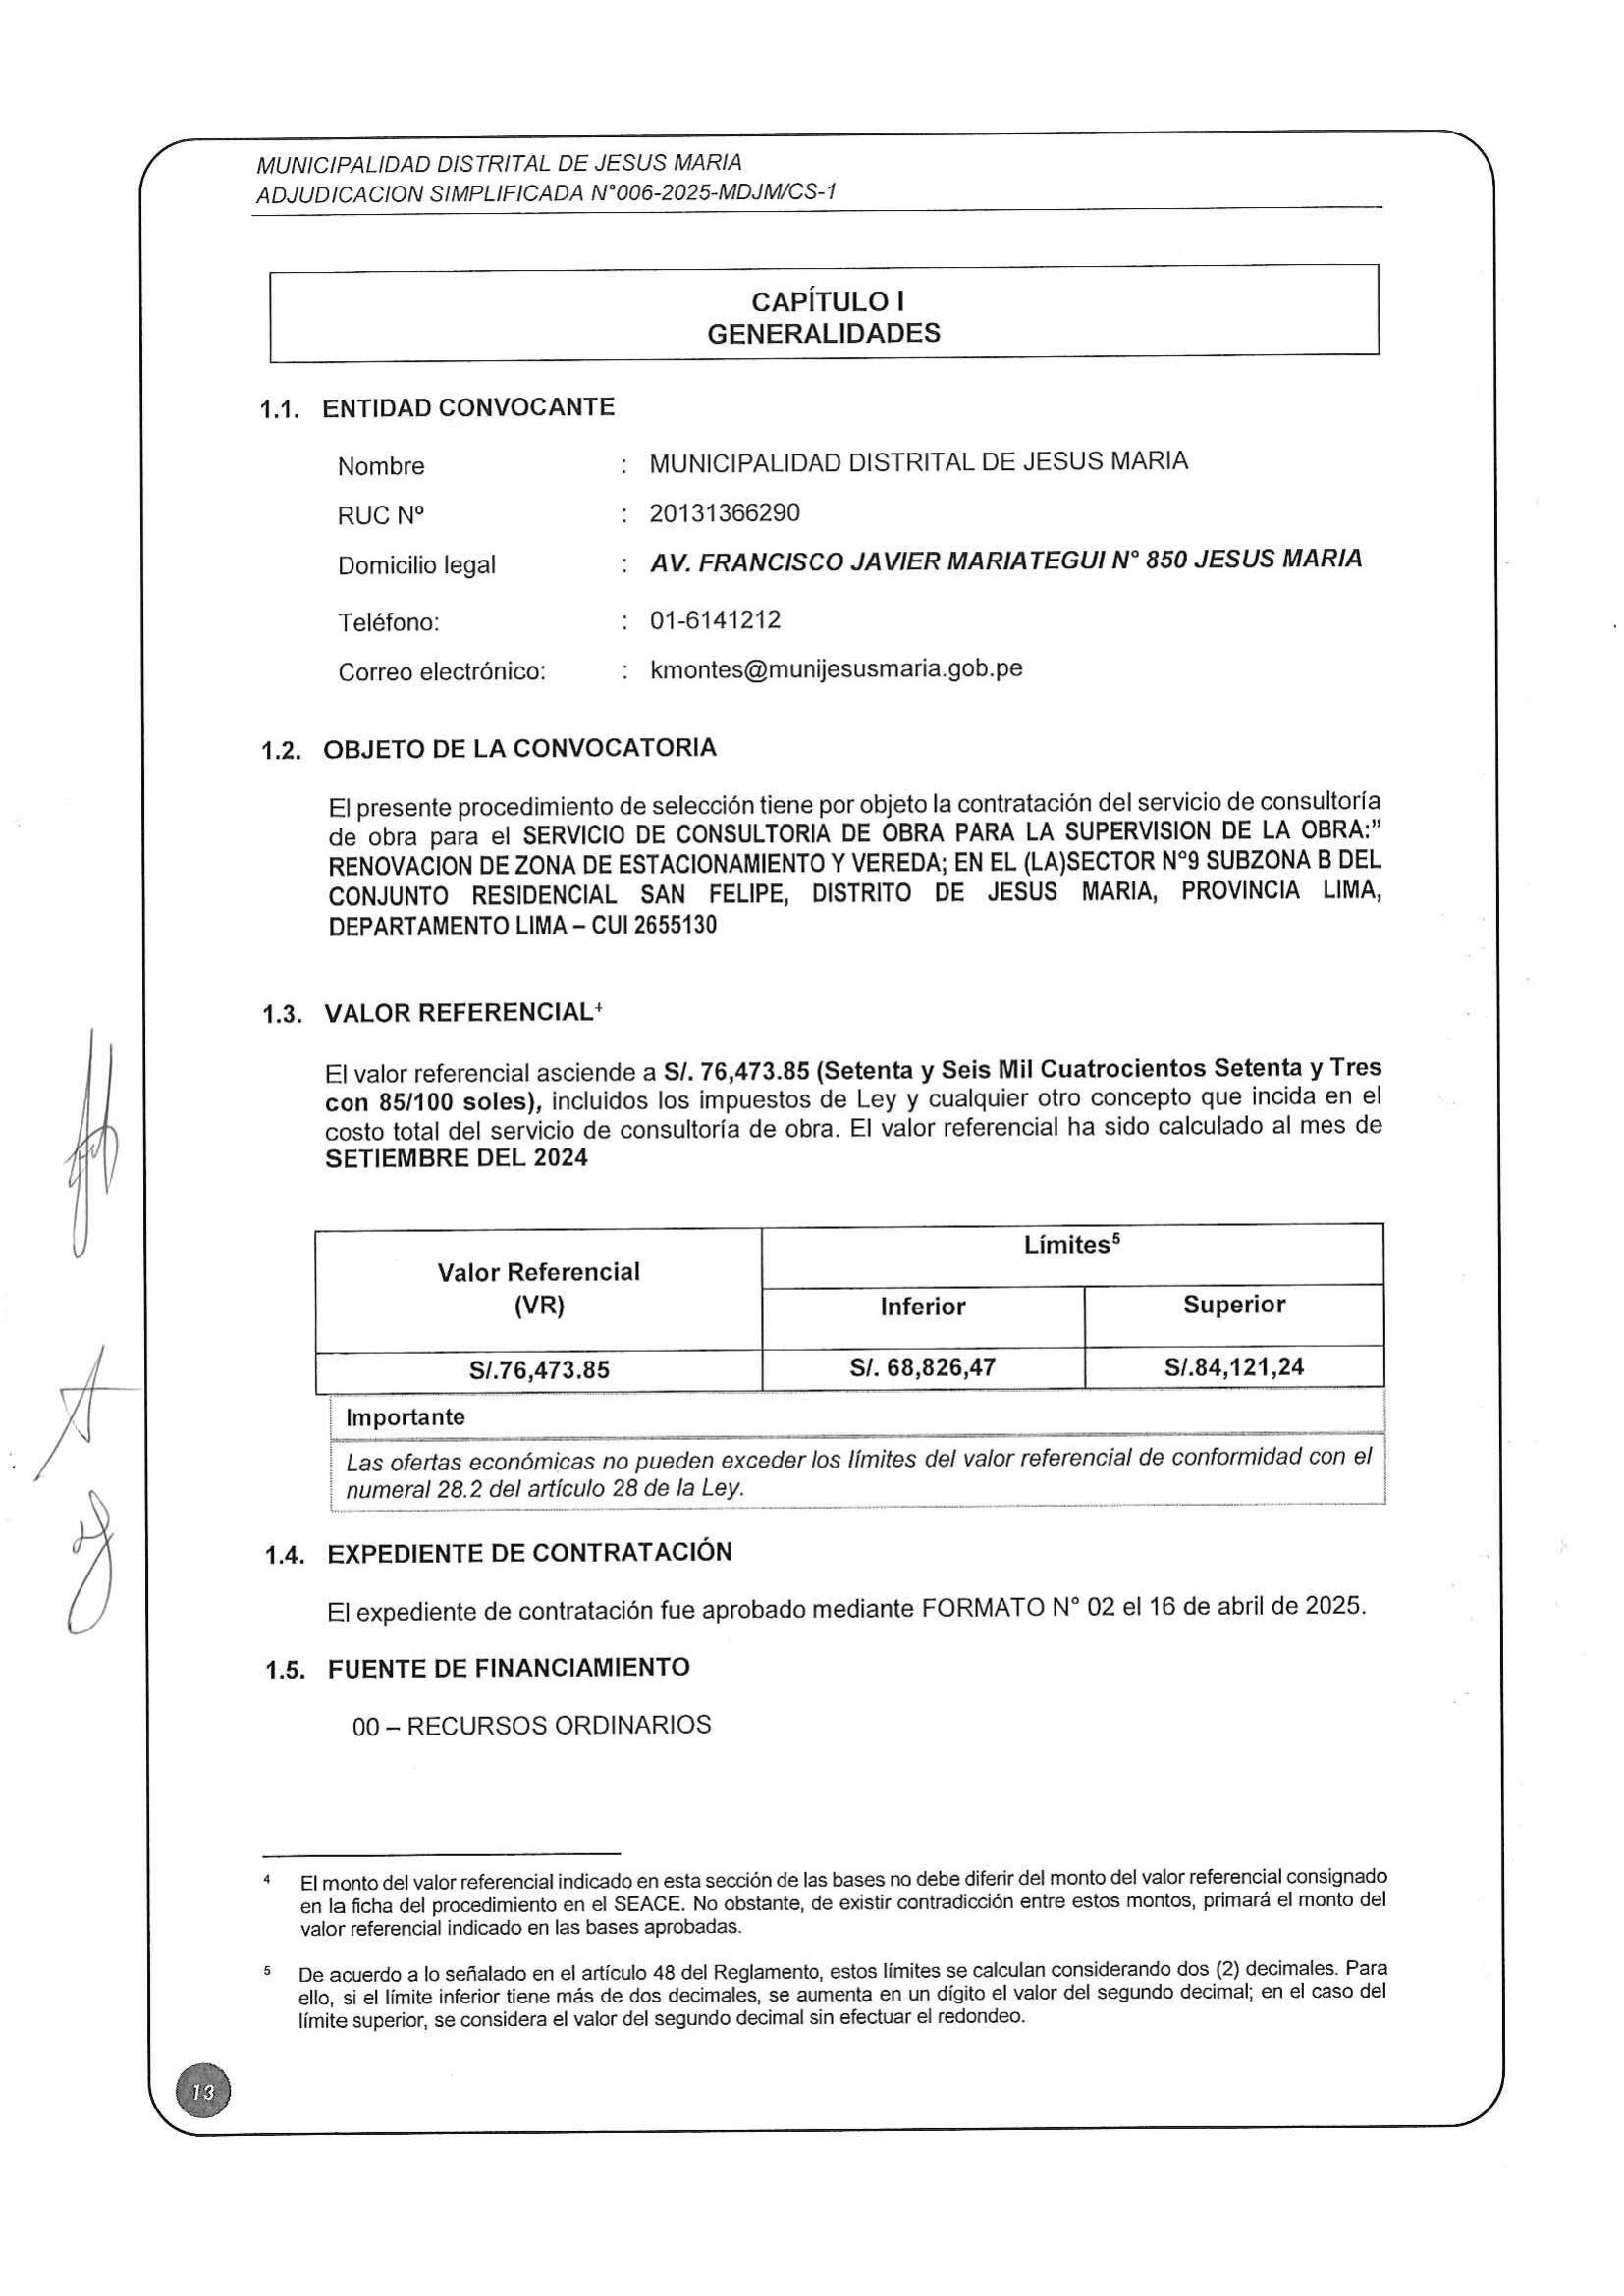 MUNICIPALIDAD DISTRITAL DE JESUS MARIA
ADJUDICACION SIMPLIFICADA N°006-2025-MDJM/CS-1
CAPÍTULO I
GENERALIDADES
1.1. ENTIDAD CONVOCANTE
Nombre : MUNICIPALIDAD DISTRITAL DE JESUS MARIA
RUC Nº : 20131366290
Domicilio legal : AV. FRANCISCO JAVIER MARIATEGUI N° 850 JESUS MARIA
Teléfono: : 01-6141212
Correo electrónico: : kmontes@munijesusmaria.gob.pe
1.2. OBJETO DE LA CONVOCATORIA
El presente procedimiento de selección tiene por objeto la contratación del servicio de consultoría
de obra para el SERVICIO DE CONSULTORIA DE OBRA PARA LA SUPERVISION DE LA OBRA:”
RENOVACION DE ZONA DE ESTACIONAMIENTO Y VEREDA; EN EL (LA)SECTOR N°9 SUBZONA B DEL
CONJUNTO RESIDENCIAL SAN FELIPE, DISTRITO DE JESUS MARIA, PROVINCIA LIMA,
DEPARTAMENTO LIMA – CUI 2655130
1.3. VALOR REFERENCIAL⁴
El valor referencial asciende a S/. 76,473.85 (Setenta y Seis Mil Cuatrocientos Setenta y Tres
con 85/100 soles), incluidos los impuestos de Ley y cualquier otro concepto que incida en el
costo total del servicio de consultoría de obra. El valor referencial ha sido calculado al mes de
SETIEMBRE DEL 2024
Valor Referencial
(VR)
Límites⁵
Inferior Superior
S/.76,473.85 S/. 68,826,47 S/.84,121,24
Importante
Las ofertas económicas no pueden exceder los límites del valor referencial de conformidad con el
numeral 28.2 del artículo 28 de la Ley.
1.4. EXPEDIENTE DE CONTRATACIÓN
El expediente de contratación fue aprobado mediante FORMATO N° 02 el 16 de abril de 2025.
1.5. FUENTE DE FINANCIAMIENTO
00 – RECURSOS ORDINARIOS
⁴ El monto del valor referencial indicado en esta sección de las bases no debe diferir del monto del valor referencial consignado
en la ficha del procedimiento en el SEACE. No obstante, de existir contradicción entre estos montos, primará el monto del
valor referencial indicado en las bases aprobadas.
⁵ De acuerdo a lo señalado en el artículo 48 del Reglamento, estos límites se calculan considerando dos (2) decimales. Para
ello, si el límite inferior tiene más de dos decimales, se aumenta en un dígito el valor del segundo decimal; en el caso del
límite superior, se considera el valor del segundo decimal sin efectuar el redondeo.
13